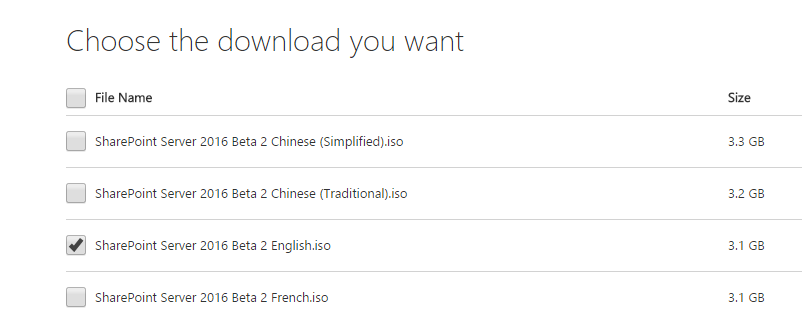 Choose the download you want
File Name Size
SharePoint Server 2016 Beta 2 Chinese (Simplified).iso 3.3 GB
SharePoint Server 2016 Beta 2 Chinese (Traditional).iso 3.2 GB
SharePoint Server 2016 Beta 2 English.iso 3.1 GB
SharePoint Server 2016 Beta 2 French.iso 3.1 GB